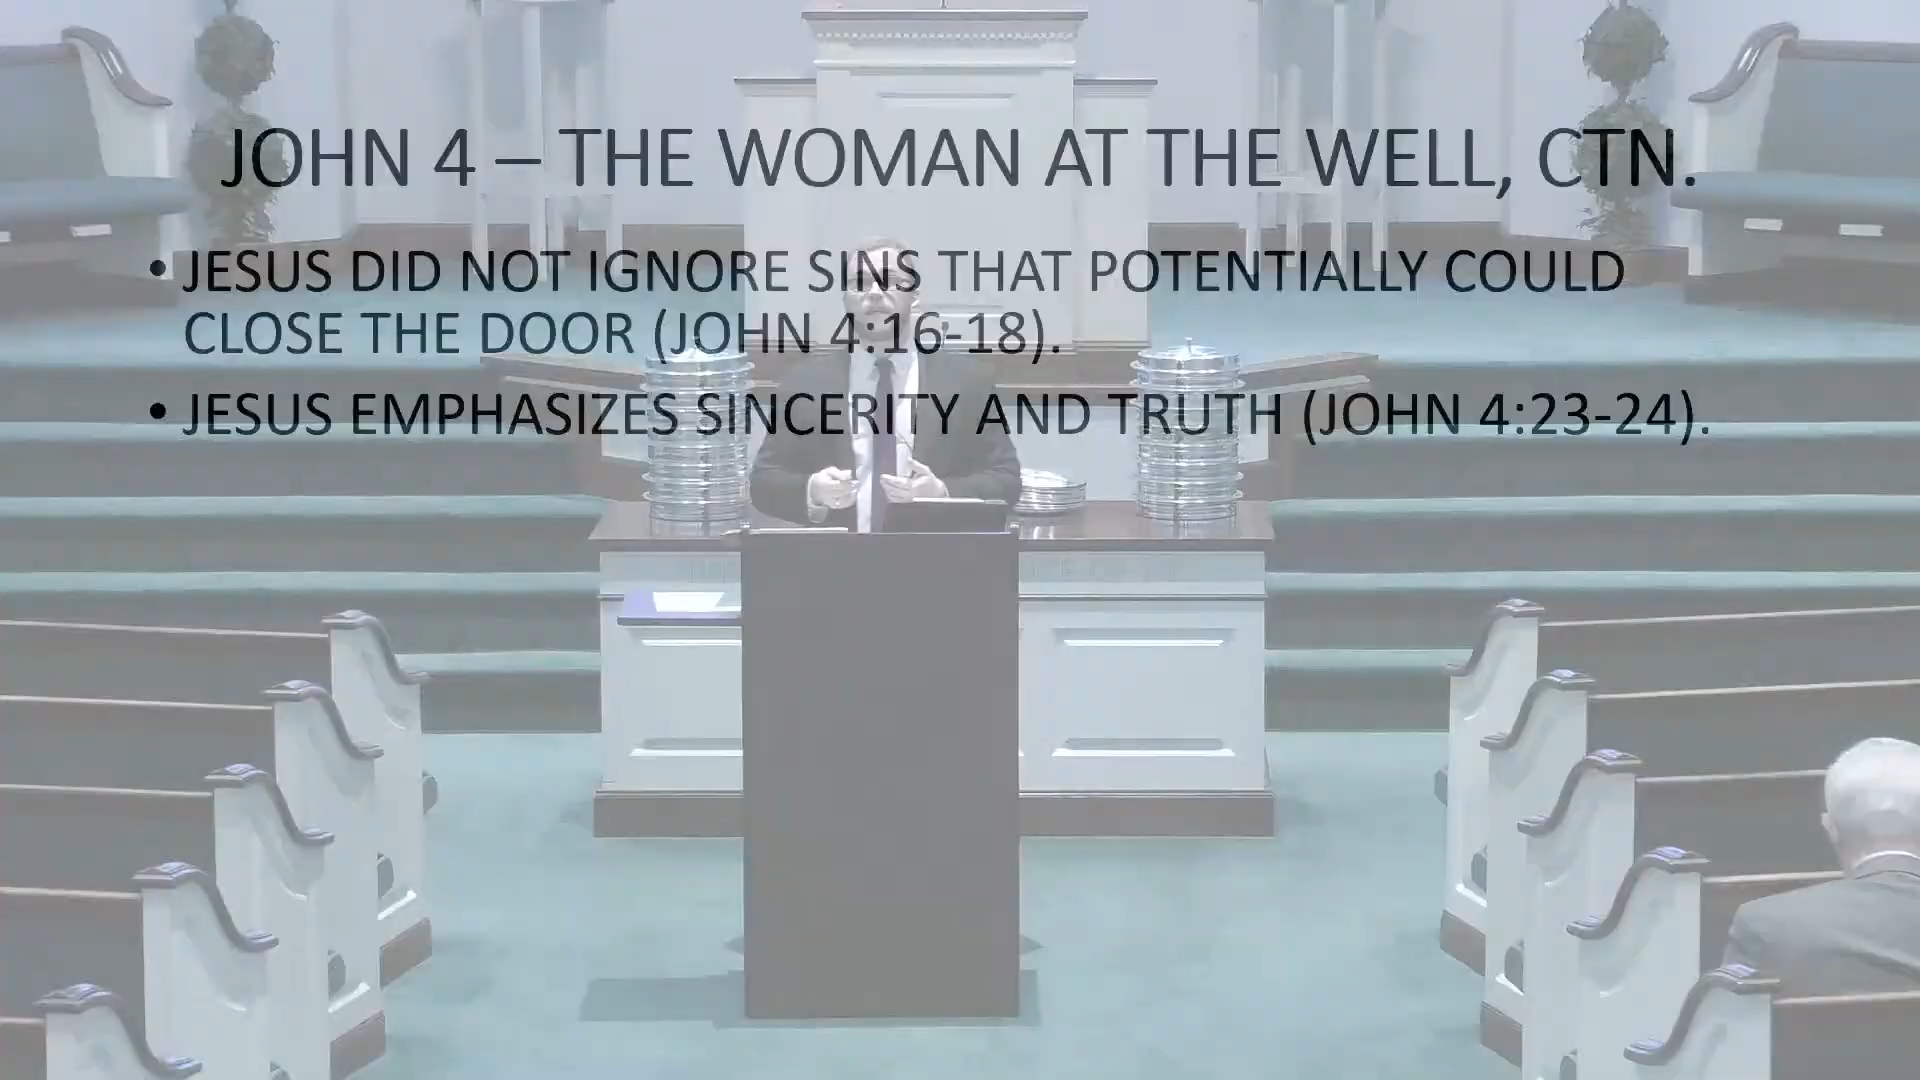 JOHN 4 – THE WOMAN AT THE WELL, CTN.
• JESUS DID NOT IGNORE SINS THAT POTENTIALLY COULD
CLOSE THE DOOR (JOHN 4:16-18).
• JESUS EMPHASIZES SINCERITY AND TRUTH (JOHN 4:23-24).